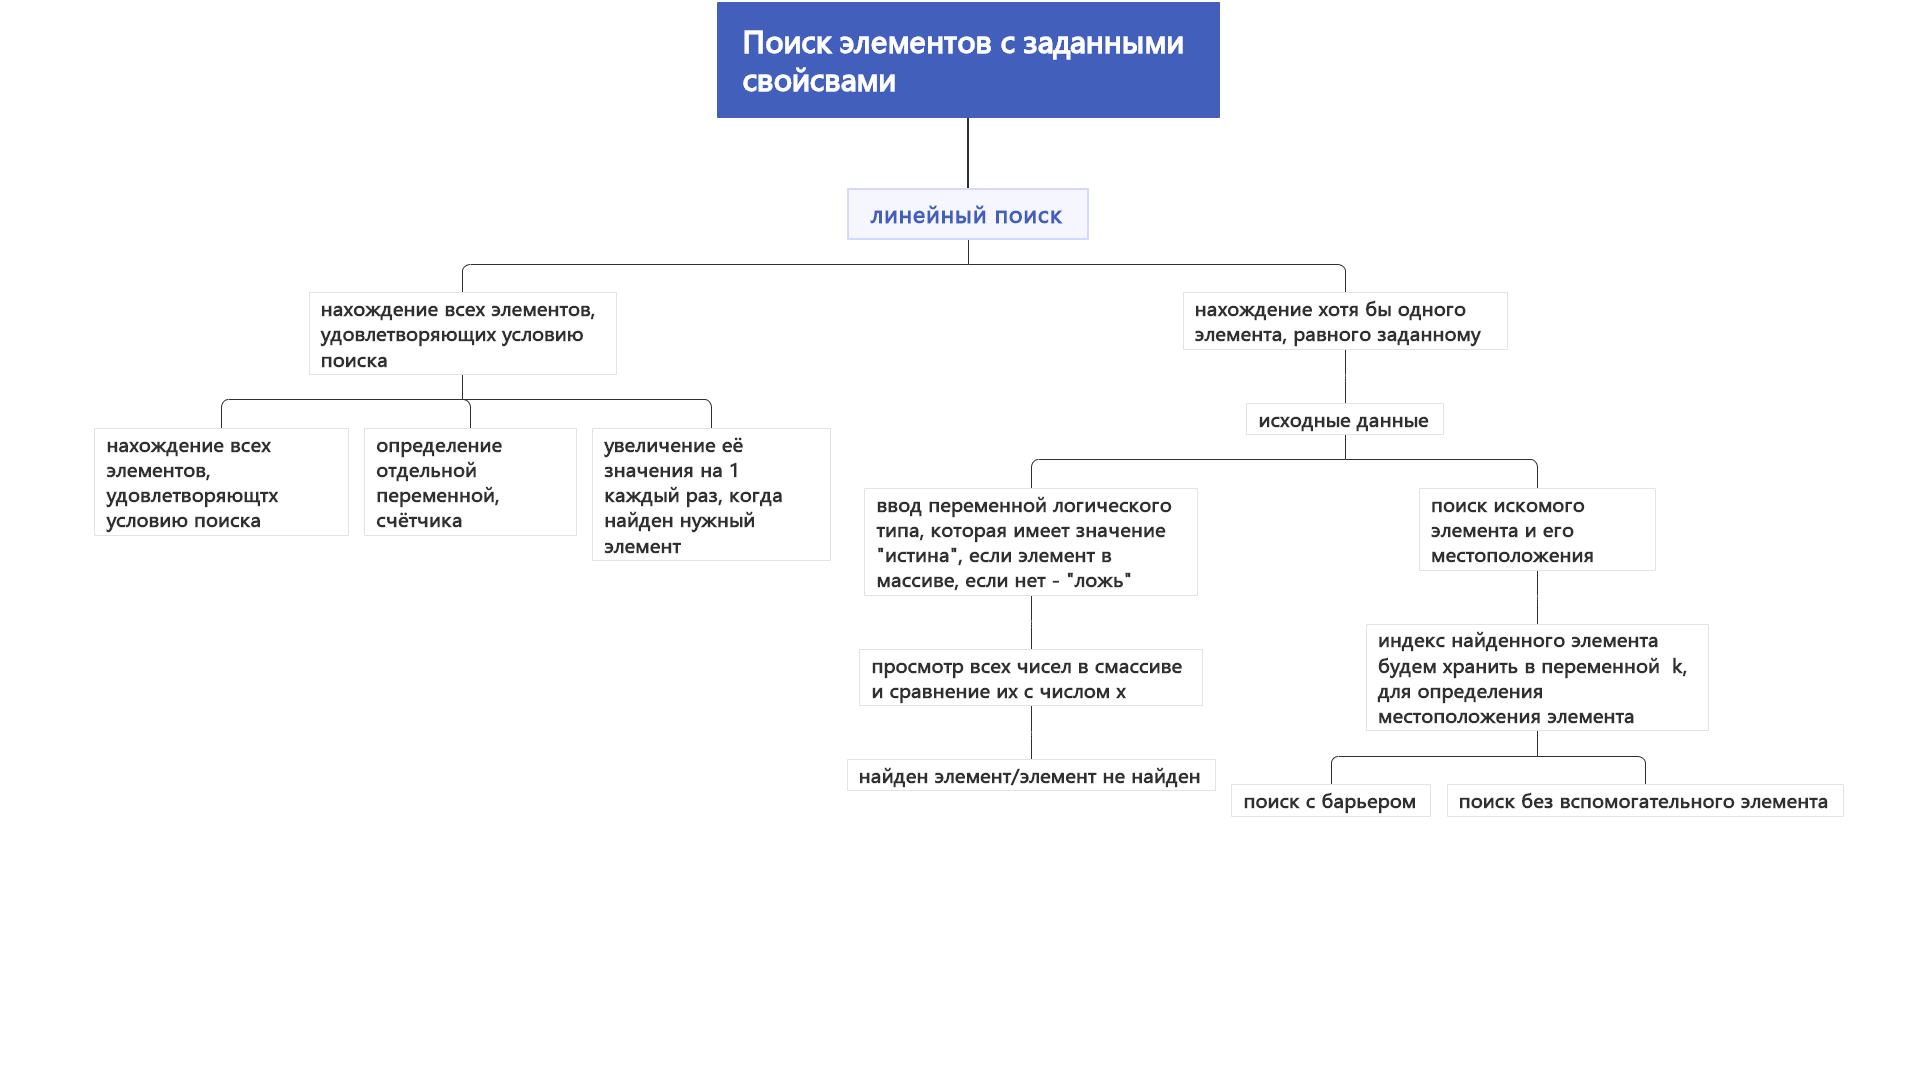 Поиск элементов с заданными
свойсвами
линейный поиск
нахождение всех элементов,
удовлетворяющих условию
поиска
нахождение хотя бы одного
элемента, равного заданному
нахождение всех
элементов,
удовлетворяющтх
условию поиска
определение
отдельной
переменной,
счётчика
увеличение её
значения на 1
каждый раз, когда
найден нужный
элемент
исходные данные
ввод переменной логического
типа, которая имеет значение
"истина", если элемент в
массиве, если нет - "ложь"
просмотр всех чисел в смассиве
и сравнение их с числом x
найден элемент/элемент не найден
поиск искомого
элемента и его
местоположения
индекс найденного элемента
будем хранить в переменной  k,
для определения
местоположения элемента
поиск с барьером
поиск без вспомогательного элемента